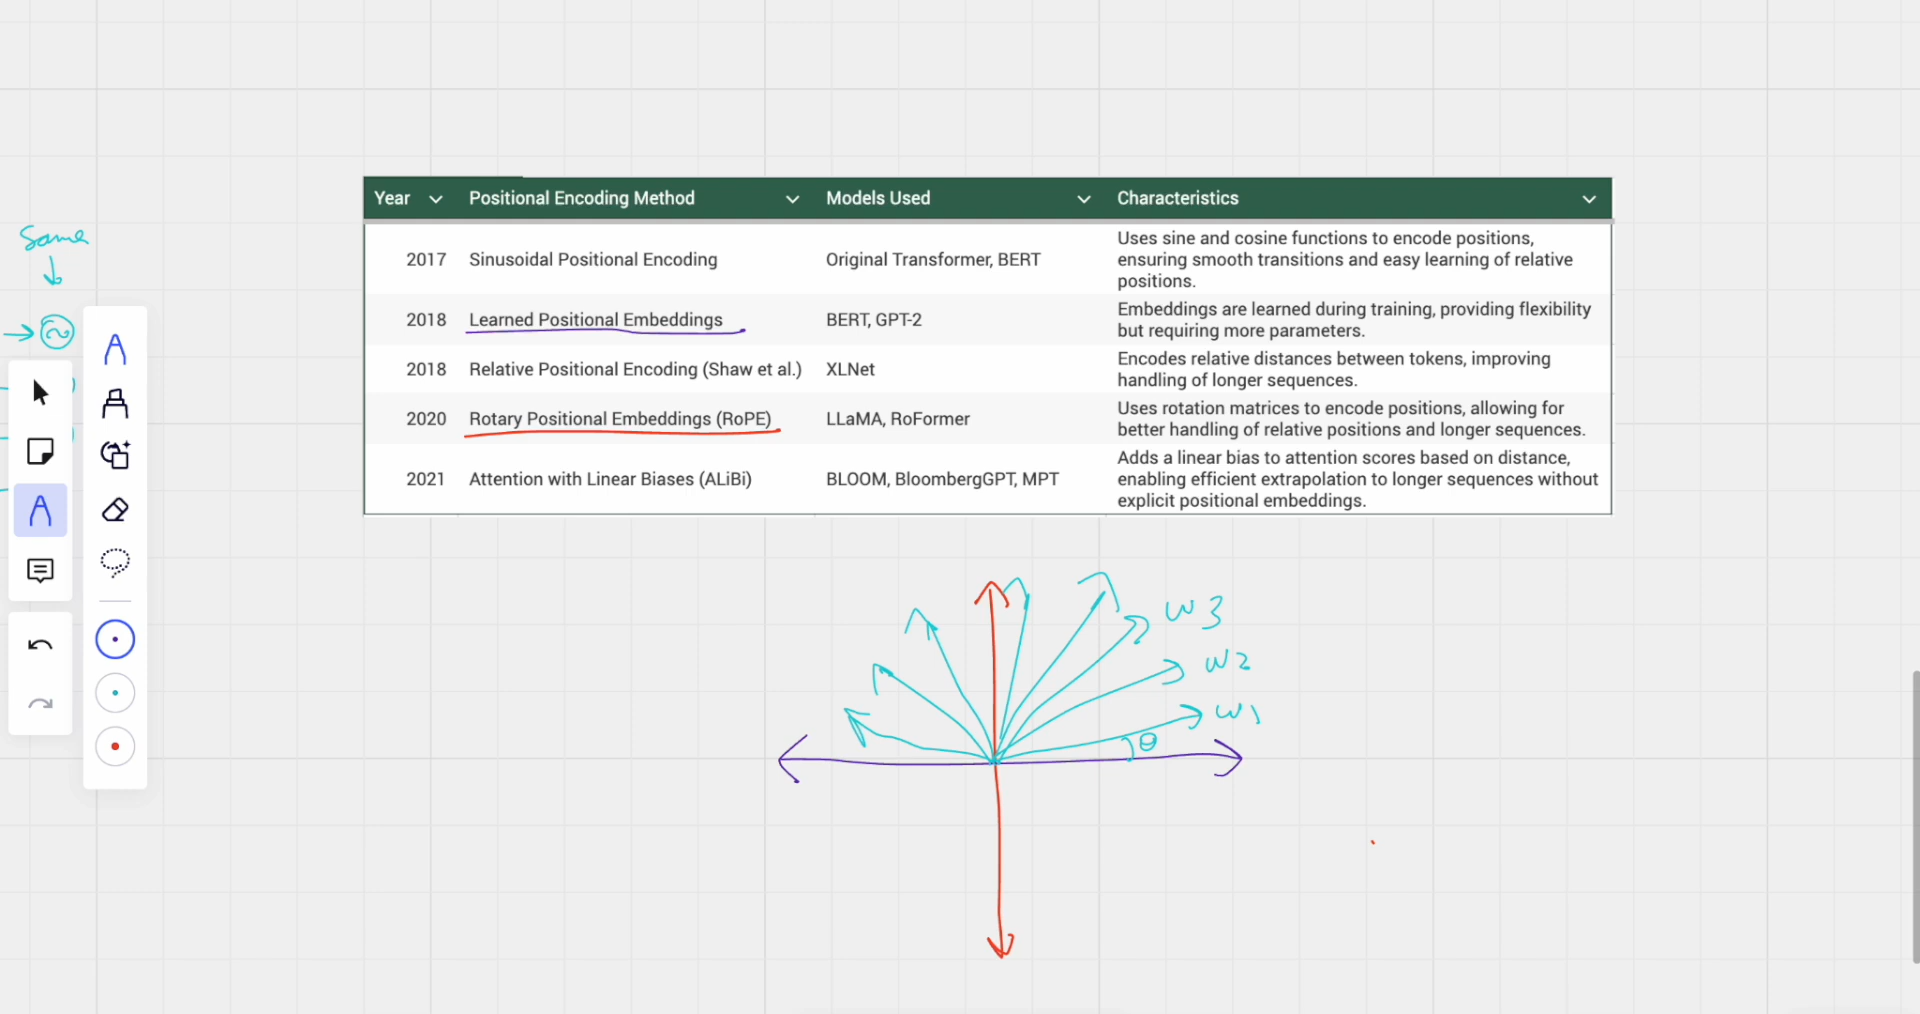 Year Positional Encoding Method Models Used Characteristics
2017 Sinusoidal Positional Encoding Original Transformer, BERT Uses sine and cosine functions to encode positions,
ensuring smooth transitions and easy learning of relative
positions.
2018 Learned Positional Embeddings BERT, GPT-2 Embeddings are learned during training, providing flexibility
but requiring more parameters.
2018 Relative Positional Encoding (Shaw et al.) XLNet Encodes relative distances between tokens, improving
handling of longer sequences.
2020 Rotary Positional Embeddings (RoPE) LLaMA, RoFormer Uses rotation matrices to encode positions, allowing for
better handling of relative positions and longer sequences.
2021 Attention with Linear Biases (ALiBi) BLOOM, BloombergGPT, MPT Adds a linear bias to attention scores based on distance,
enabling efficient extrapolation to longer sequences without
explicit positional embeddings.
Same
w3
w2
w1
θ